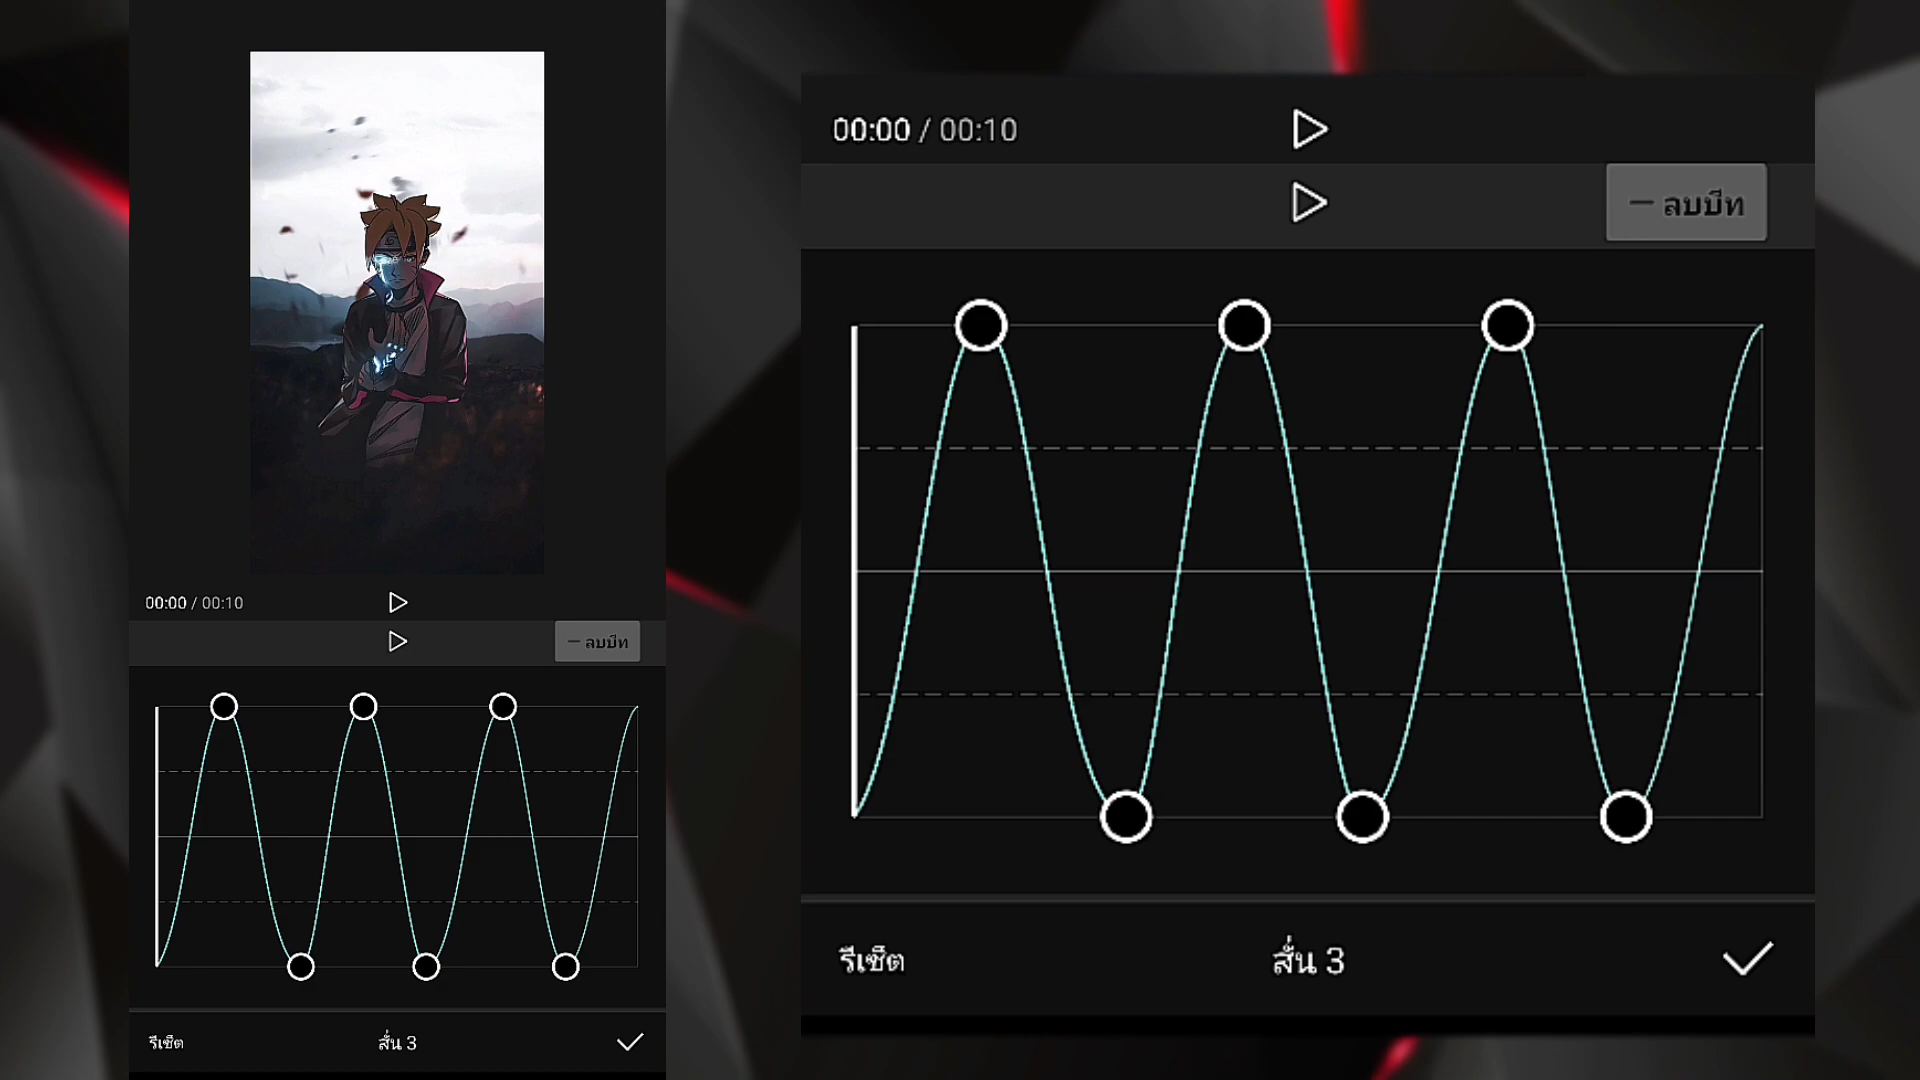 00:00 / 00:10
— ลบบีท
รีเซ็ต
สั่น 3
00:00 / 00:10
— ลบบีท
รีเซ็ต
สั่น 3